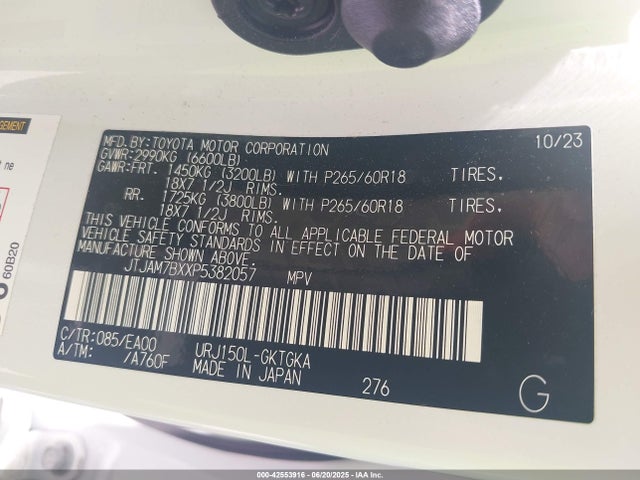 MFD.BY:TOYOTA MOTOR CORPORATION 10/23
GVWR:2990KG (6600LB)
GAWR:FRT. 1450KG (3200LB) WITH P265/60R18 TIRES,
18X7 1/2J RIMS.
RR. 1725KG (3800LB) WITH P265/60R18 TIRES,
18X7 1/2J RIMS.
THIS VEHICLE CONFORMS TO ALL APPLICABLE FEDERAL MOTOR
VEHICLE SAFETY STANDARDS IN EFFECT ON THE DATE OF
MANUFACTURE SHOWN ABOVE.
JTJAM7BXXP5382057 MPV
C/TR:085/EA00 URJ150L-GKTGKA
A/TM: /A760F MADE IN JAPAN 276 G
GEMENT
t ne
60B20
000-42553916 - 06/20/2025 - IAA Inc.